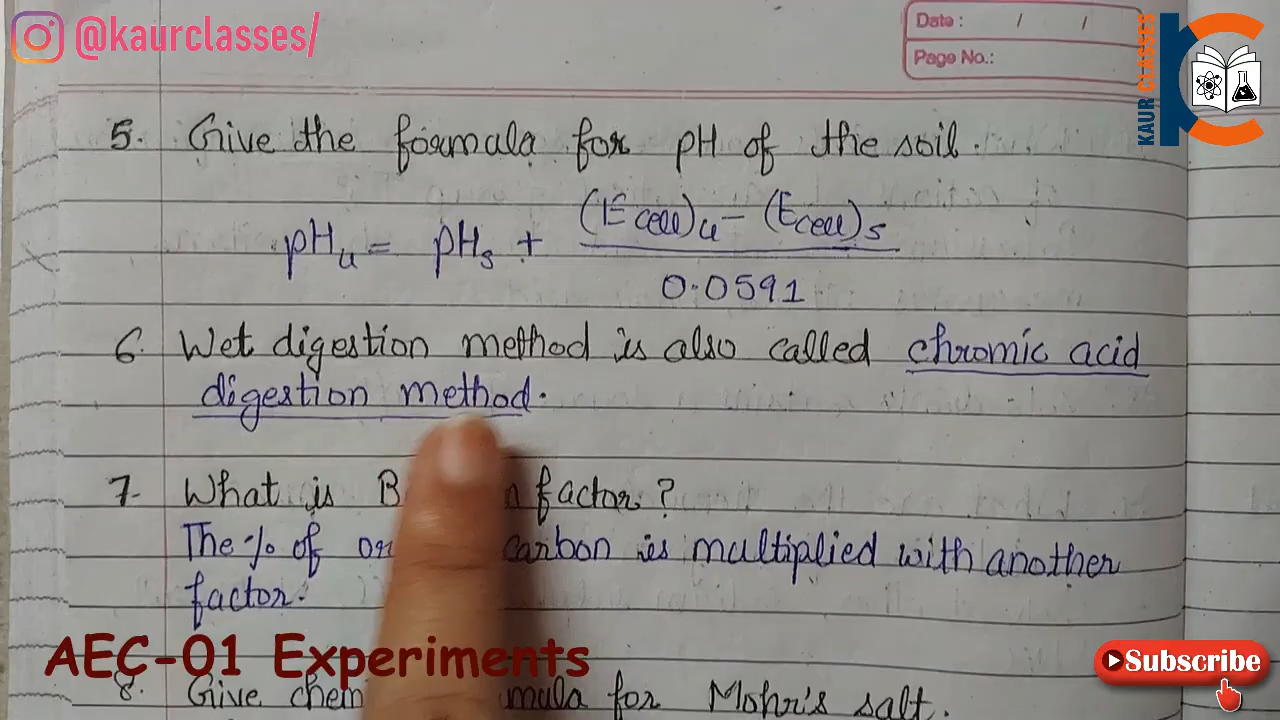 @kaurclasses/
Date : / /
Page No.:
KAUR CLASSES
5. Give the formula for pH of the soil.
pHu = pHs + (Ecell)u - (Ecell)s
0.0591
6. Wet digestion method is also called chromic acid
digestion method.
7. What is factor?
The % of carbon is multiplied with another
factor.
AEC-01 Experiments
Subscribe
8. Give for Mohr's salt.